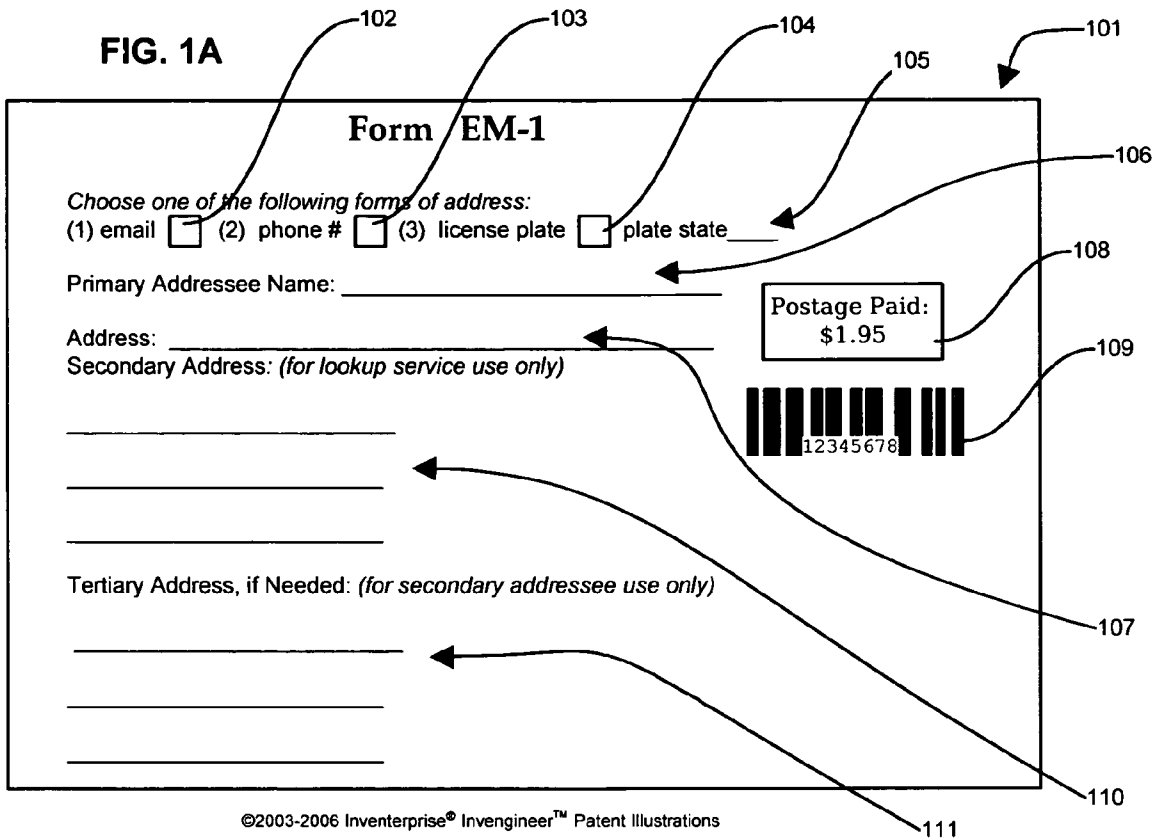 102
103
104
101
FIG. 1A
105
Form EM-1
106
Choose one of the following forms of address:
(1) email (2) phone # (3) license plate plate state____
108
Primary Addressee Name: ____
Postage Paid:
$1.95
Address: ____
109
Secondary Address: (for lookup service use only)
12345678
Tertiary Address, if Needed: (for secondary addressee use only)
107
110
©2003-2006 Inventerprise® Invengineer™ Patent Illustrations
111